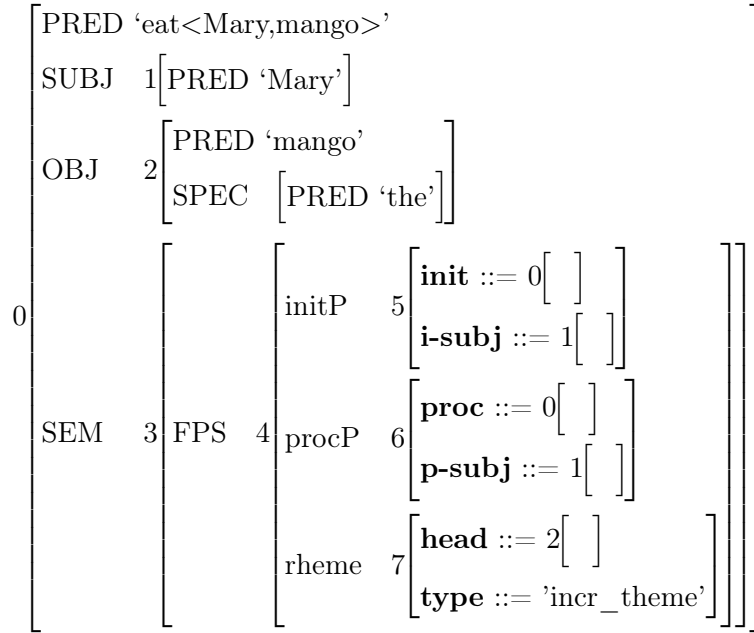 PRED ‘eat<Mary,mango>’
SUBJ 1[PRED ‘Mary’]
PRED ‘mango’
OBJ 2
SPEC [PRED ‘the’]
init ::= 0[ ]
initP 5
i-subj ::= 1[ ]
0
proc ::= 0[ ]
SEM 3 FPS 4 procP 6
p-subj ::= 1[ ]
head ::= 2[ ]
rheme 7
type ::= ’incr_theme’